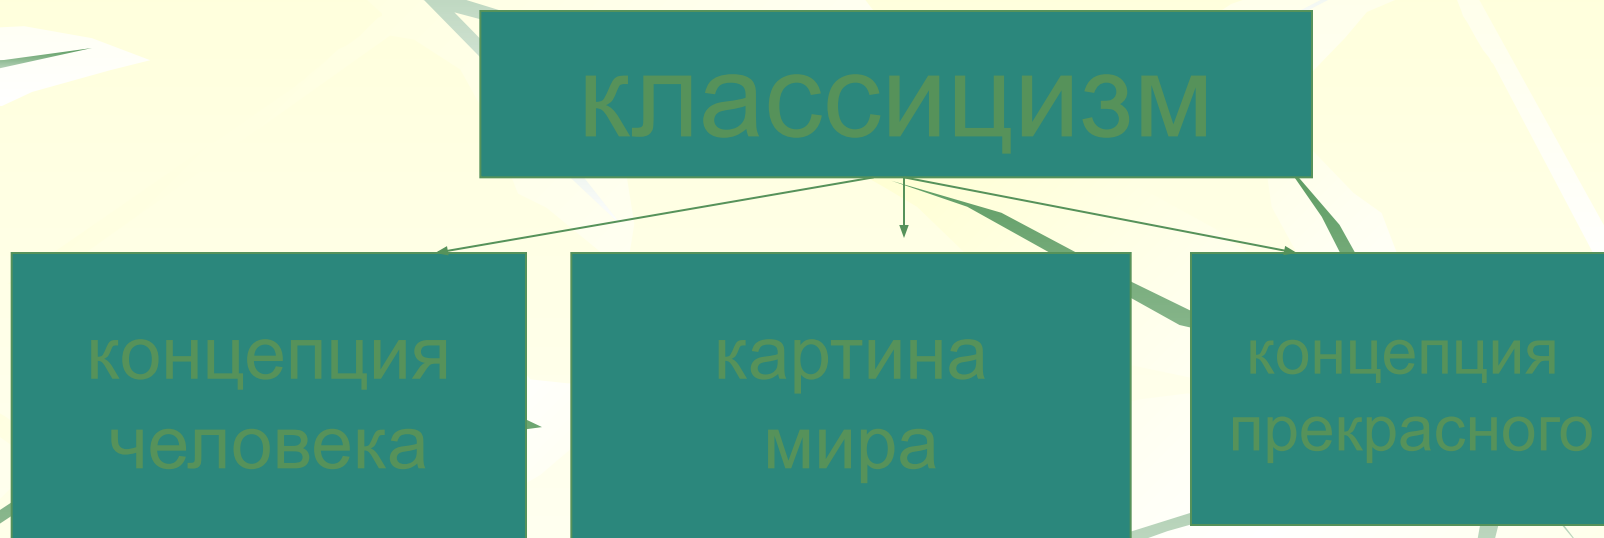 классицизм
концепция
человека
картина
мира
концепция
прекрасного